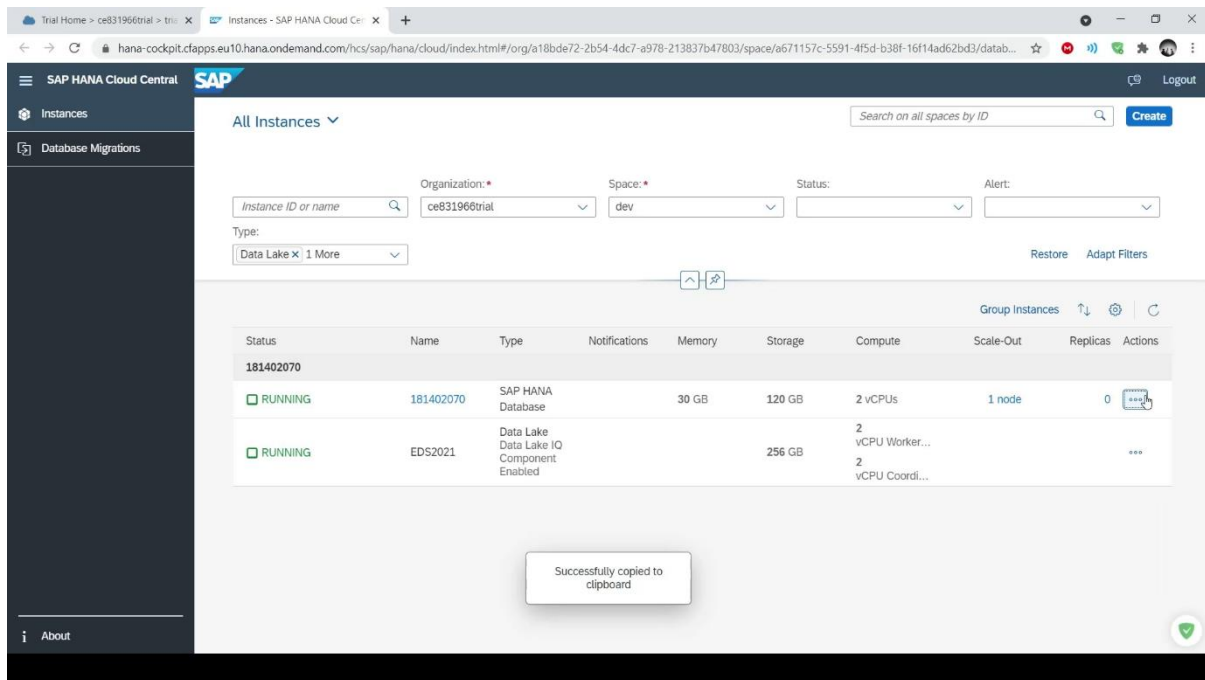 Trial Home > ce831966trial > tria
Instances - SAP HANA Cloud Cen
hana-cockpit.cfapps.eu10.hana.ondemand.com/hcs/sap/hana/cloud/index.html#/org/a18bde72-2b54-4dc7-a978-213837b47803/space/a671157c-5591-4f5d-b38f-16f14ad62bd3/datab...
SAP HANA Cloud Central
SAP
Logout
Instances
Database Migrations
All Instances
Search on all spaces by ID
Create
Organization:*
Space:*
Status:
Alert:
Instance ID or name
ce831966trial
dev
Type:
Data Lake × 1 More
Restore
Adapt Filters
Group Instances
Status Name Type Notifications Memory Storage Compute Scale-Out Replicas Actions
181402070
RUNNING 181402070 SAP HANA Database 30 GB 120 GB 2 vCPUs 1 node 0
RUNNING EDS2021 Data Lake Data Lake IQ Component Enabled 256 GB 2 vCPU Worker... 2 vCPU Coordi...
Successfully copied to
clipboard
i About